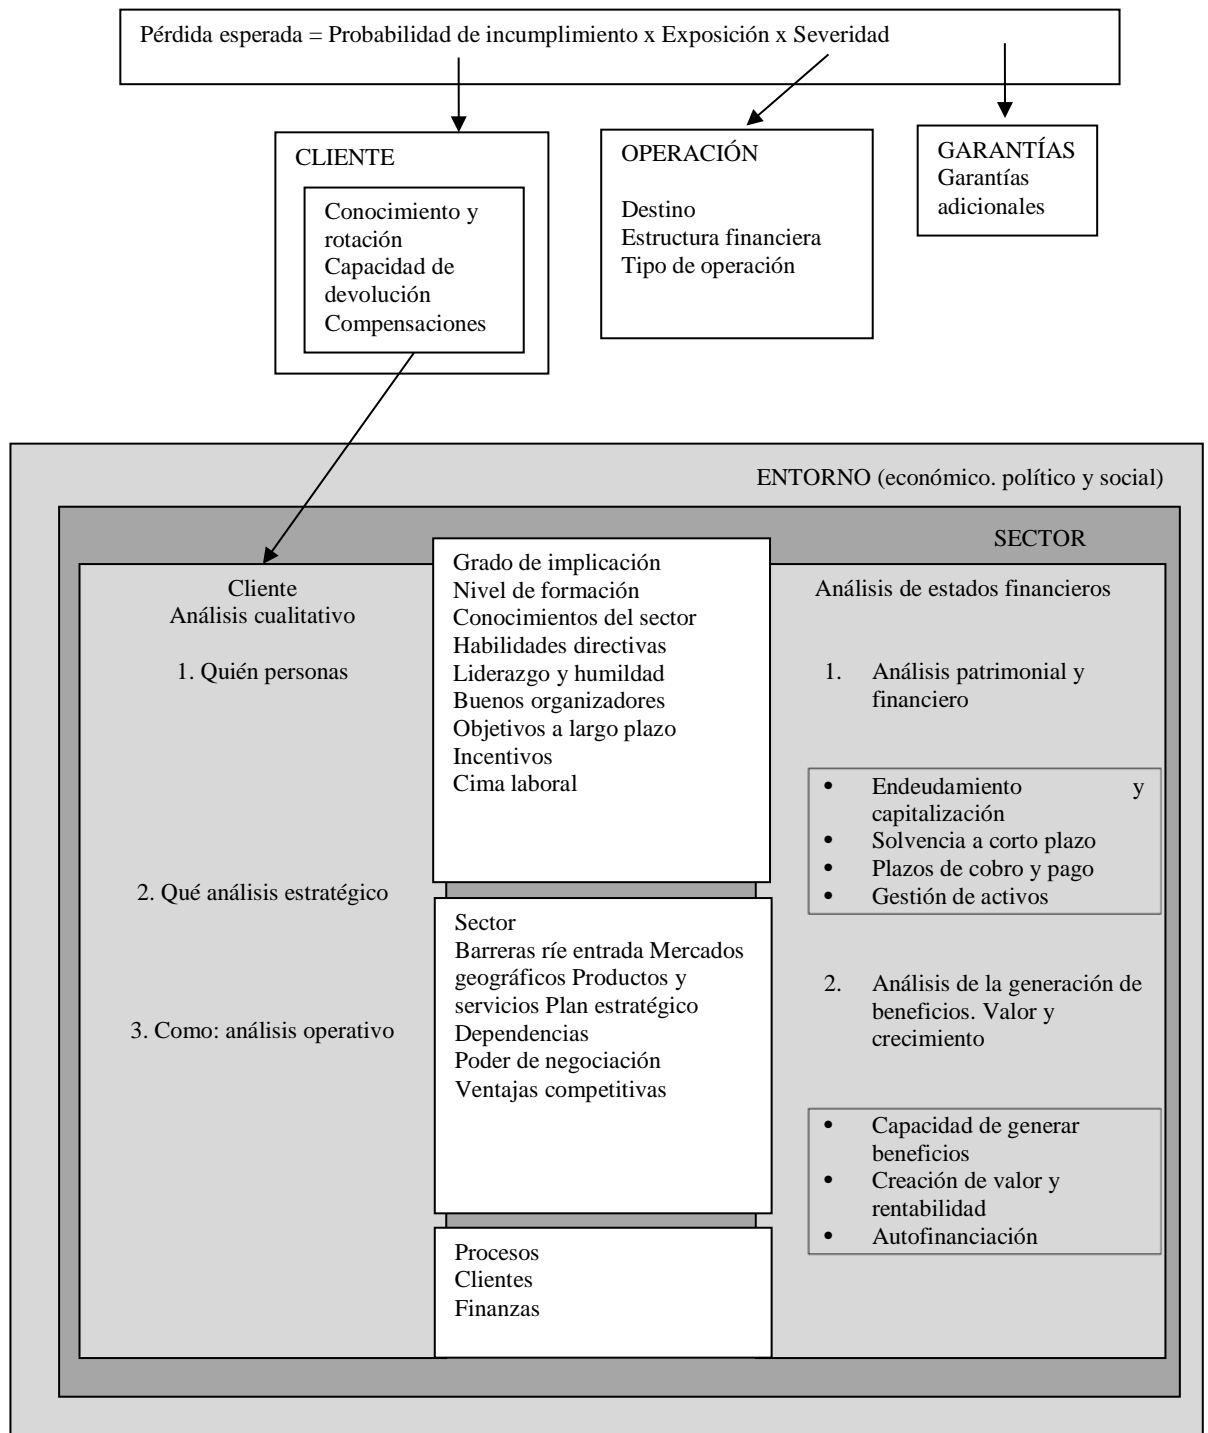 Pérdida esperada = Probabilidad de incumplimiento x Exposición x Severidad
CLIENTE
Conocimiento y
rotación
Capacidad de
devolución
Compensaciones
OPERACIÓN
Destino
Estructura financiera
Tipo de operación
GARANTÍAS
Garantías
adicionales
ENTORNO (económico. político y social)
SECTOR
Cliente
Análisis cualitativo
1. Quién personas
2. Qué análisis estratégico
3. Como: análisis operativo
Grado de implicación
Nivel de formación
Conocimientos del sector
Habilidades directivas
Liderazgo y humildad
Buenos organizadores
Objetivos a largo plazo
Incentivos
Cima laboral
Sector
Barreras ríe entrada Mercados
geográficos Productos y
servicios Plan estratégico
Dependencias
Poder de negociación
Ventajas competitivas
Procesos
Clientes
Finanzas
Análisis de estados financieros
1. Análisis patrimonial y
financiero
• Endeudamiento y
capitalización
• Solvencia a corto plazo
• Plazos de cobro y pago
• Gestión de activos
2. Análisis de la generación de
beneficios. Valor y
crecimiento
• Capacidad de generar
beneficios
• Creación de valor y
rentabilidad
• Autofinanciación